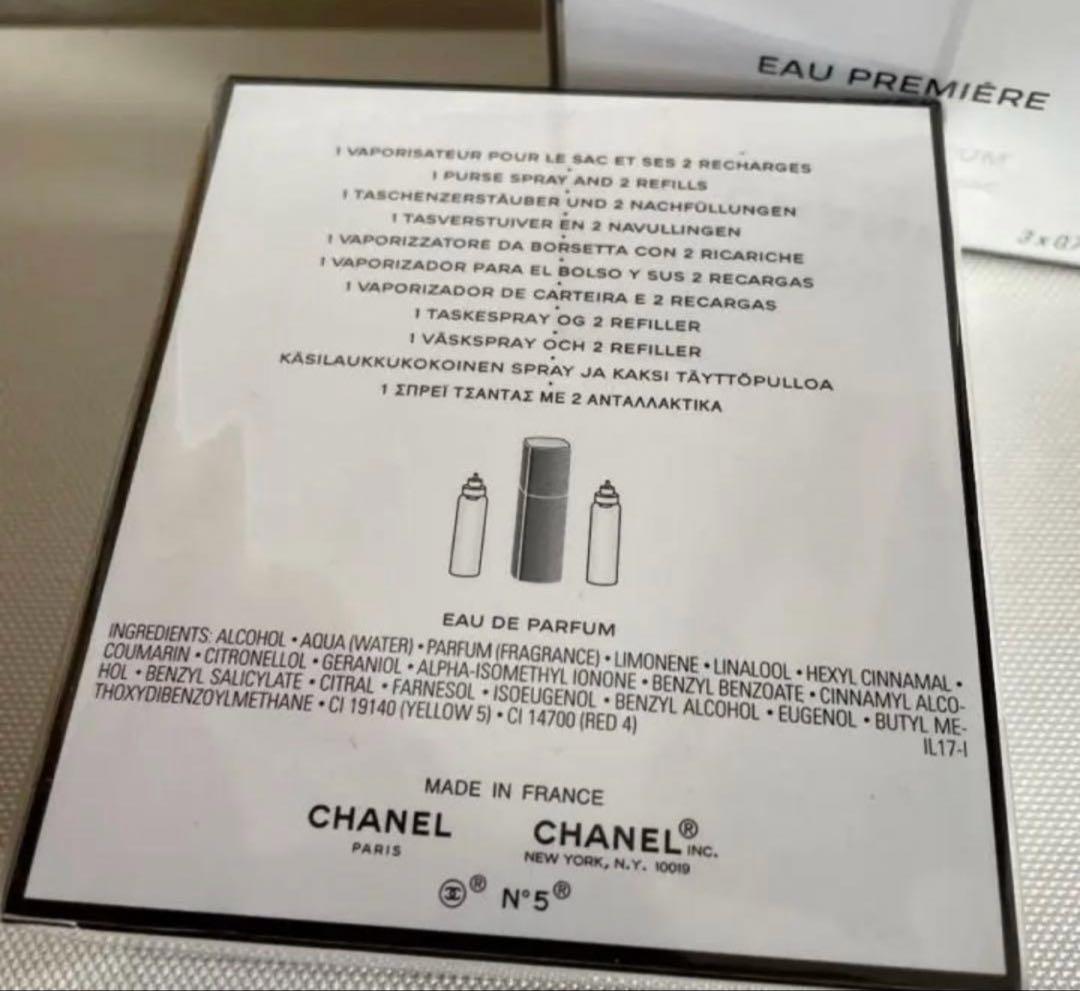 EAU PREMIÈRE
3 x 0.7
1 VAPORISATEUR POUR LE SAC ET SES 2 RECHARGES
1 PURSE SPRAY AND 2 REFILLS
1 TASCHENZERSTÄUBER UND 2 NACHFÜLLUNGEN
1 TASVERSTUIVER EN 2 NAVULLINGEN
1 VAPORIZZATORE DA BORSETTA CON 2 RICARICHE
1 VAPORIZADOR PARA EL BOLSO Y SUS 2 RECARGAS
1 VAPORIZADOR DE CARTEIRA E 2 RECARGAS
1 TASKESPRAY OG 2 REFILLER
1 VÄSKSPRAY OCH 2 REFILLER
KÄSILAUKKUKOKOINEN SPRAY JA KAKSI TÄYTTÖPULLOA
1 ΣΠΡΕΪ ΤΣΑΝΤΑΣ ΜΕ 2 ΑΝΤΑΛΛΑΚΤΙΚΑ
EAU DE PARFUM
INGREDIENTS: ALCOHOL • AQUA (WATER) • PARFUM (FRAGRANCE) • LIMONENE • LINALOOL • HEXYL CINNAMAL •
COUMARIN • CITRONELLOL • GERANIOL • ALPHA-ISOMETHYL IONONE • BENZYL BENZOATE • CINNAMYL ALCO-
HOL • BENZYL SALICYLATE • CITRAL • FARNESOL • ISOEUGENOL • BENZYL ALCOHOL • EUGENOL • BUTYL ME-
THOXYDIBENZOYLMETHANE • CI 19140 (YELLOW 5) • CI 14700 (RED 4)
IL17-I
MADE IN FRANCE
CHANEL
PARIS
CHANEL® INC.
NEW YORK, N.Y. 10019
® N°5®